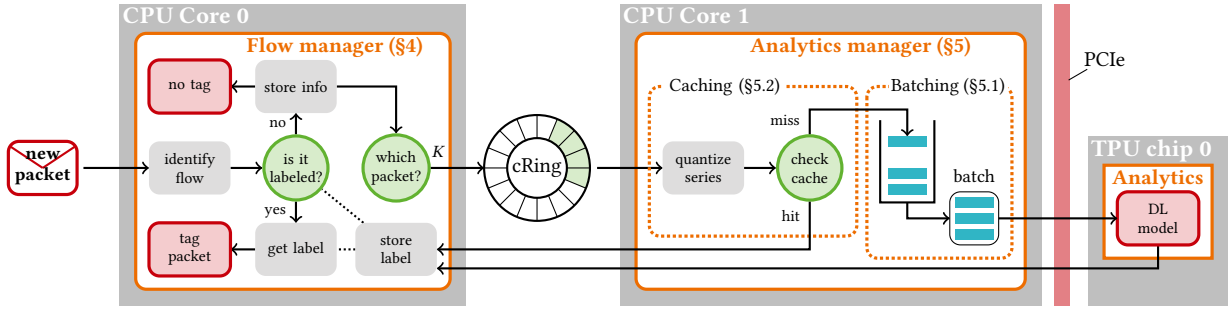 CPU Core 0
Flow manager (§4)
no tag
store info
no
new
packet
identify
flow
is it
labeled?
which
packet?
K
yes
tag
packet
get label
store
label
cRing
CPU Core 1
Analytics manager (§5)
Caching (§5.2)
Batching (§5.1)
miss
quantize
series
check
cache
hit
batch
PCIe
TPU chip 0
Analytics
DL
model